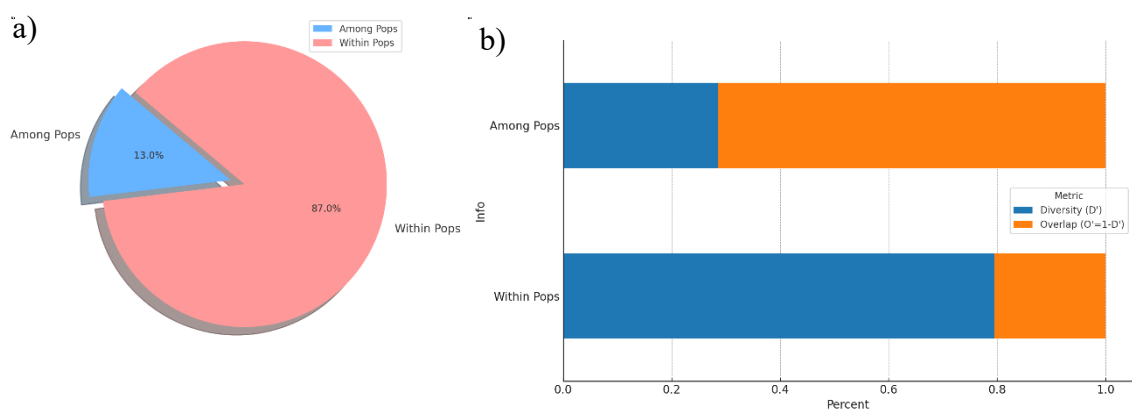 a)
Among Pops
Within Pops
Among Pops
13.0%
87.0%
Within Pops
b)
Among Pops
Info
Within Pops
Metric
Diversity (D')
Overlap (O'=1-D')
0.0 0.2 0.4 0.6 0.8 1.0
Percent